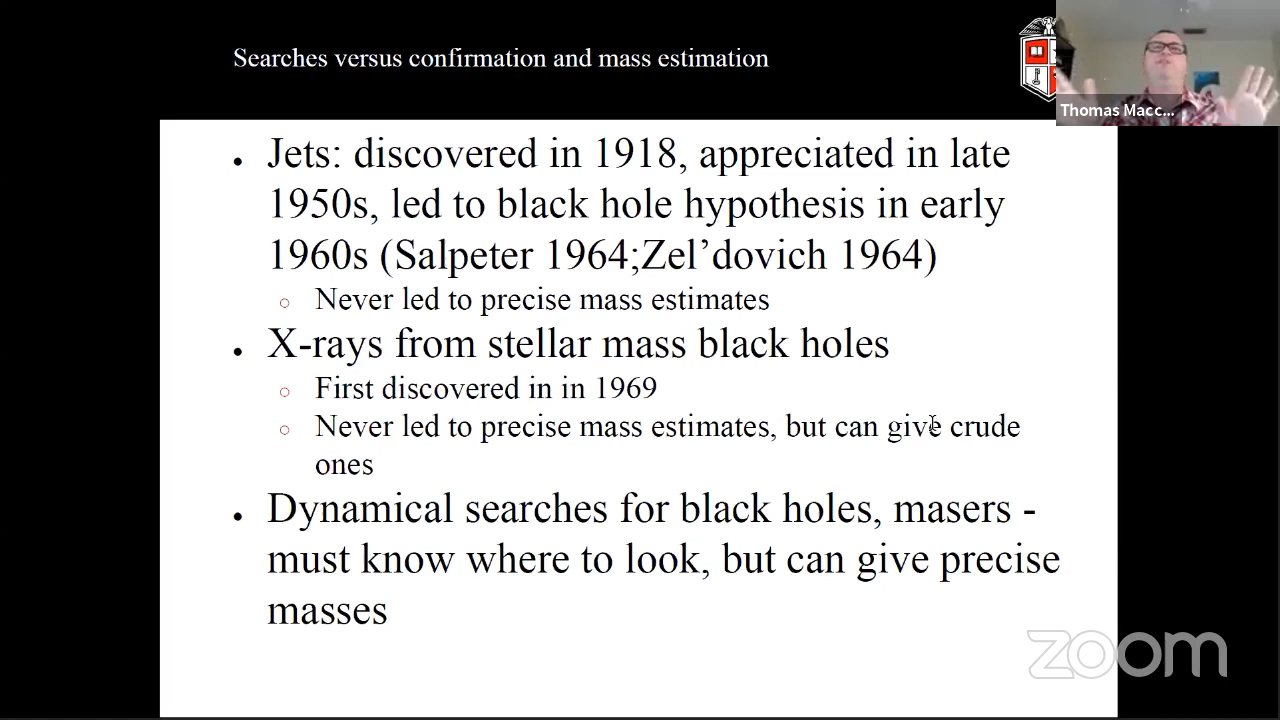 Searches versus confirmation and mass estimation
Thomas Macc...
• Jets: discovered in 1918, appreciated in late
1950s, led to black hole hypothesis in early
1960s (Salpeter 1964;Zel’dovich 1964)
○ Never led to precise mass estimates
• X-rays from stellar mass black holes
○ First discovered in in 1969
○ Never led to precise mass estimates, but can give crude
ones
• Dynamical searches for black holes, masers -
must know where to look, but can give precise
masses
zoom